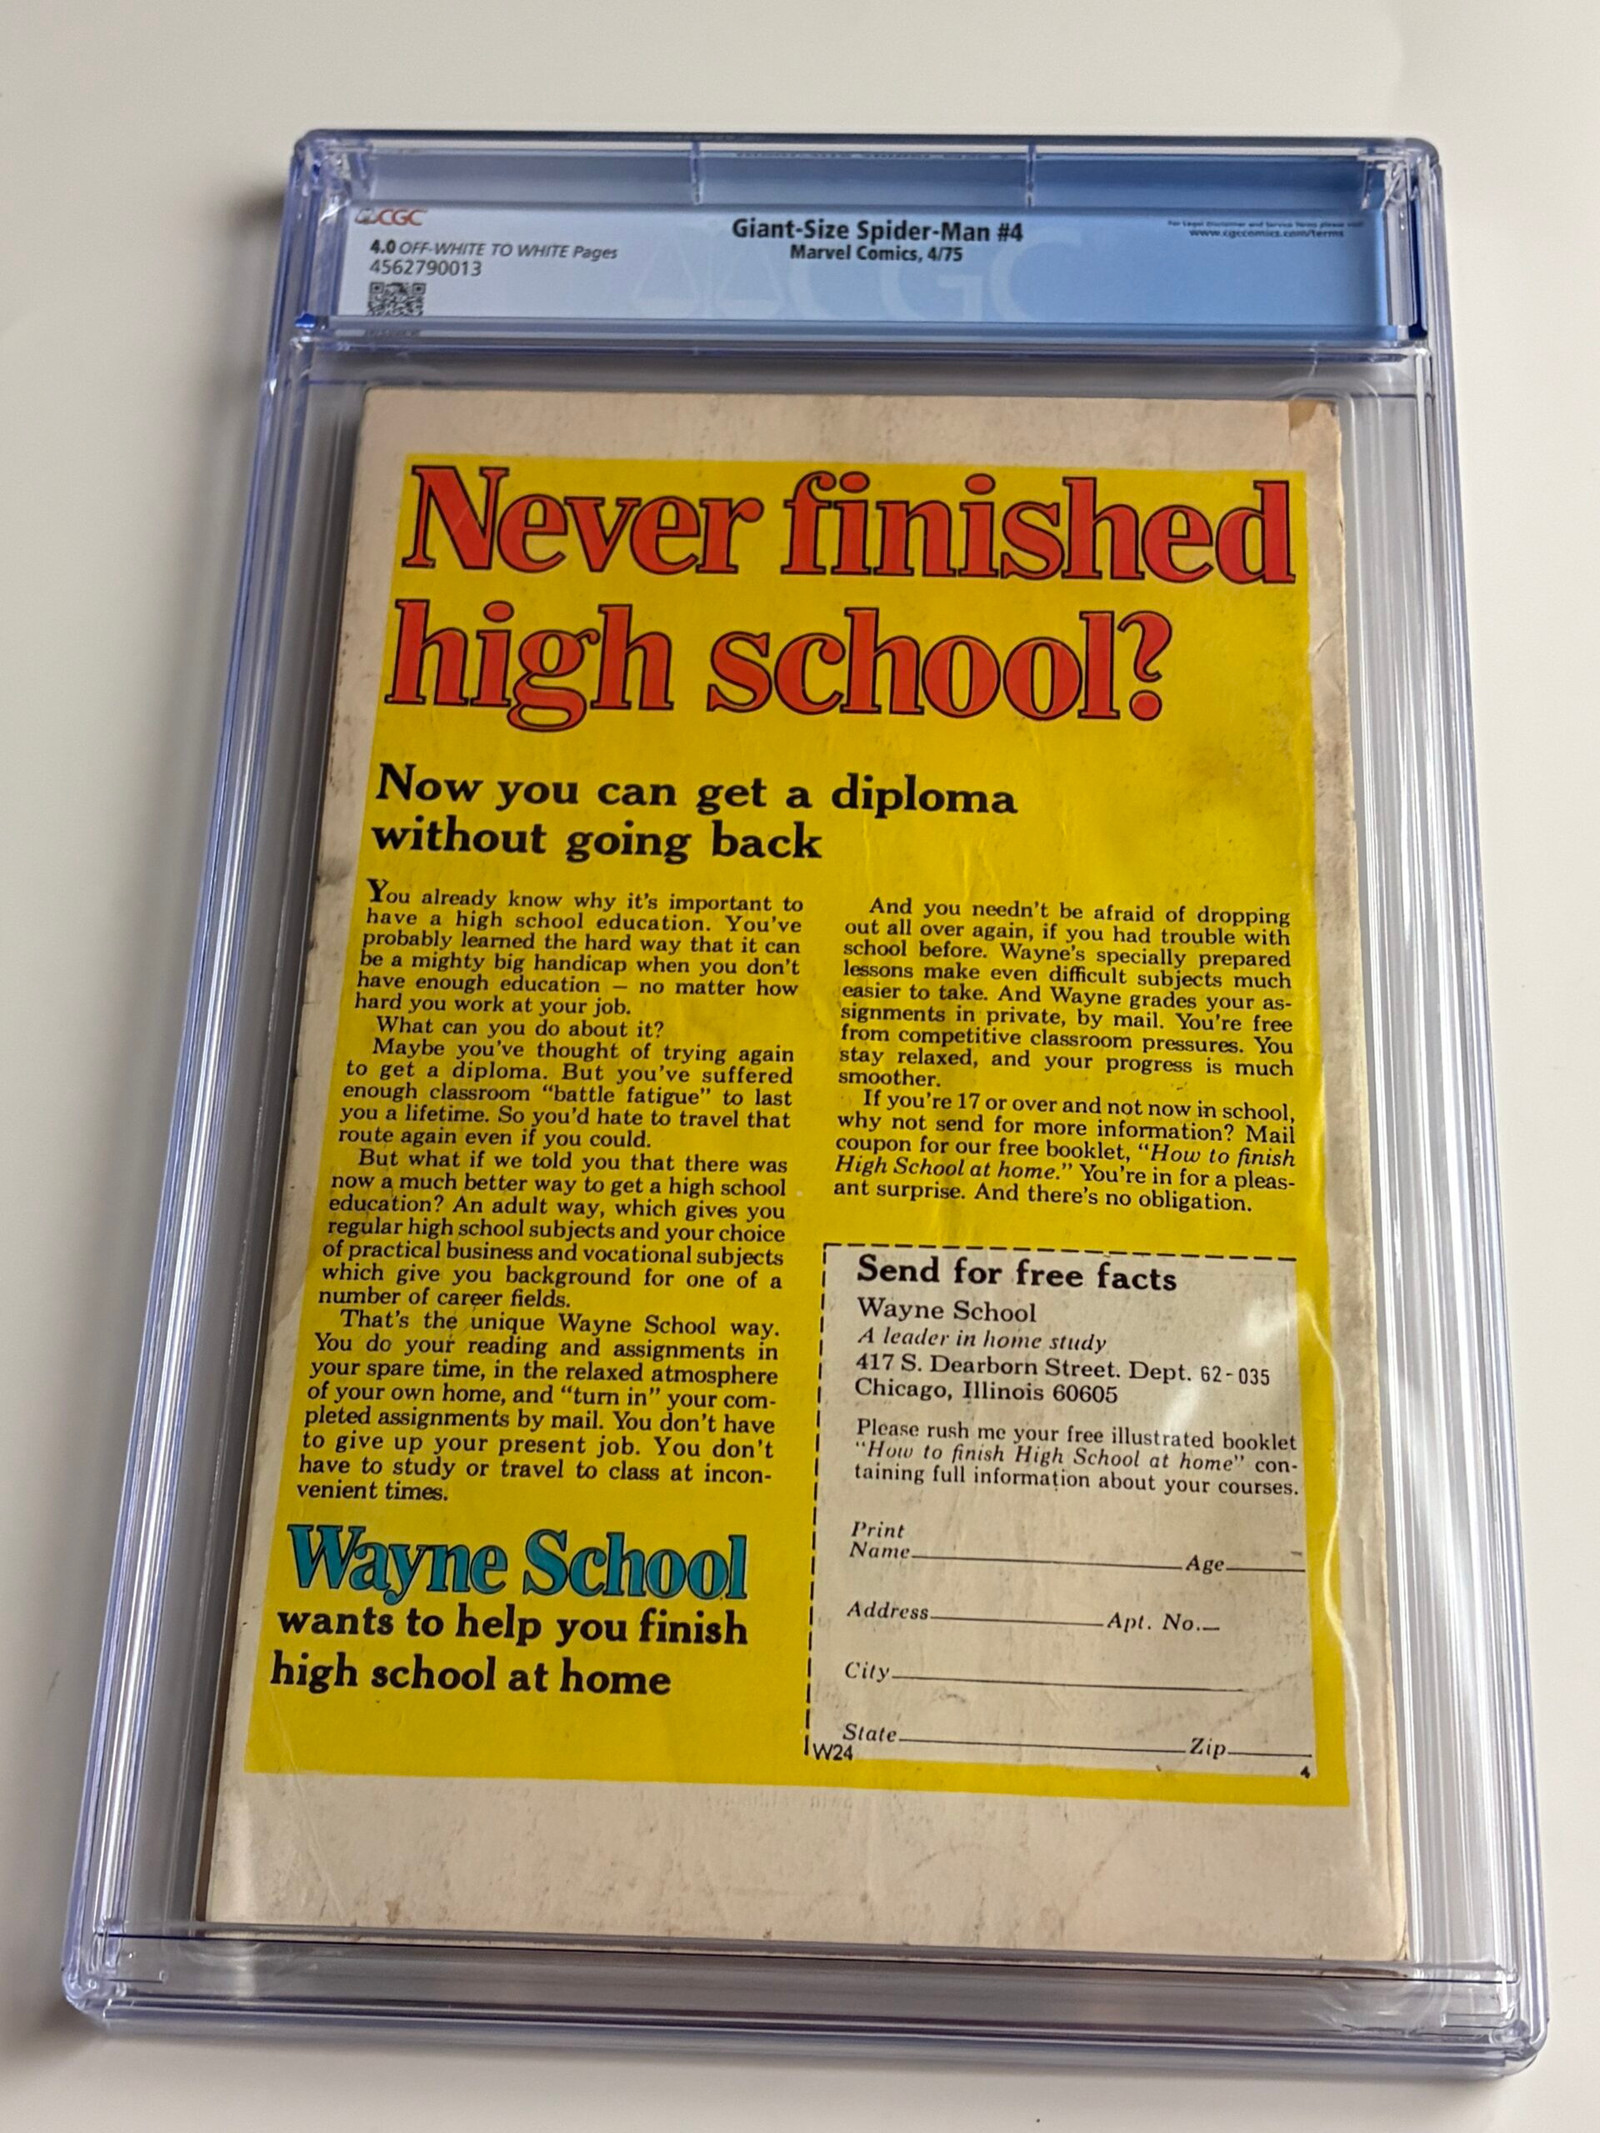 CGC
4.0 OFF-WHITE TO WHITE Pages
4562790013
Giant-Size Spider-Man #4
Marvel Comics, 4/75
For Legal Disclaimer and Service Terms please visit
www.cgccomics.com/terms
CGC
Never finished
high school?
Now you can get a diploma
without going back
You already know why it's important to
have a high school education. You've
probably learned the hard way that it can
be a mighty big handicap when you don't
have enough education — no matter how
hard you work at your job.
What can you do about it?
Maybe you've thought of trying again
to get a diploma. But you've suffered
enough classroom "battle fatigue" to last
you a lifetime. So you'd hate to travel that
route again even if you could.
But what if we told you that there was
now a much better way to get a high school
education? An adult way, which gives you
regular high school subjects and your choice
of practical business and vocational subjects
which give you background for one of a
number of career fields.
That's the unique Wayne School way.
You do your reading and assignments in
your spare time, in the relaxed atmosphere
of your own home, and "turn in" your com-
pleted assignments by mail. You don't have
to give up your present job. You don't
have to study or travel to class at incon-
venient times.
Wayne School
wants to help you finish
high school at home
And you needn't be afraid of dropping
out all over again, if you had trouble with
school before. Wayne's specially prepared
lessons make even difficult subjects much
easier to take. And Wayne grades your as-
signments in private, by mail. You're free
from competitive classroom pressures. You
stay relaxed, and your progress is much
smoother.
If you're 17 or over and not now in school,
why not send for more information? Mail
coupon for our free booklet, "How to finish
High School at home." You're in for a pleas-
ant surprise. And there's no obligation.
Send for free facts
Wayne School
A leader in home study
417 S. Dearborn Street. Dept. 62-035
Chicago, Illinois 60605
Please rush me your free illustrated booklet
"How to finish High School at home" con-
taining full information about your courses.
Print
Name Age
Address Apt. No.
City
State Zip
W24
4